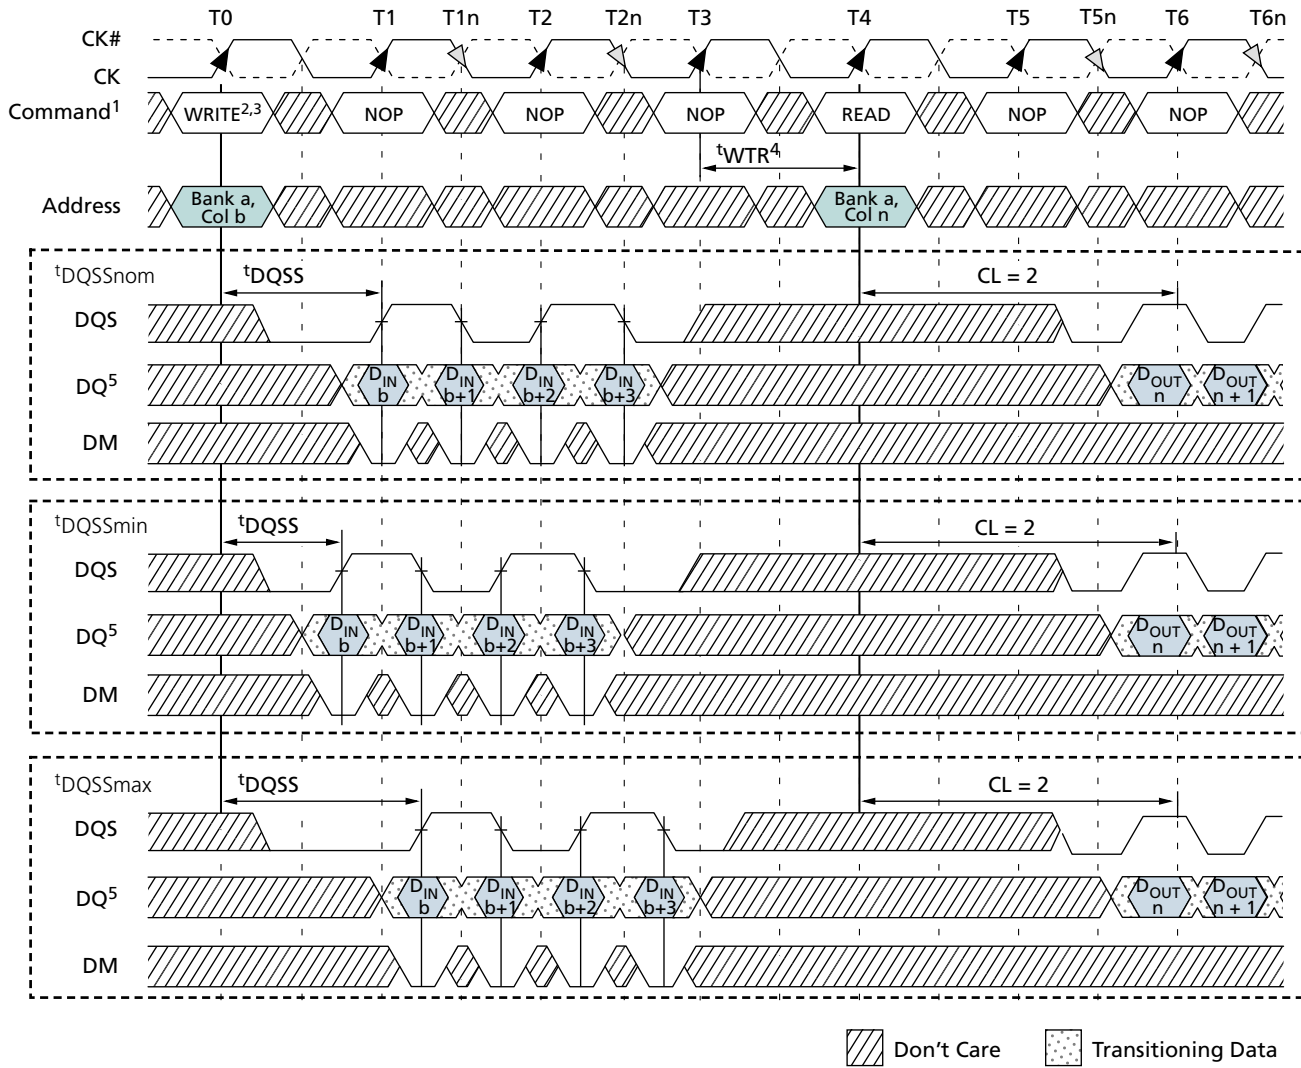 T0 T1 T1n T2 T2n T3 T4 T5 T5n T6 T6n
CK#
CK
Command¹ WRITE²,³ NOP NOP NOP READ NOP NOP
ᵗWTR⁴
Address Bank a, Col b Bank a, Col n
ᵗDQSSnom ᵗDQSS CL = 2
DQS
DQ⁵ DIN b DIN b+1 DIN b+2 DIN b+3 DOUT n DOUT n + 1
DM
ᵗDQSSmin ᵗDQSS CL = 2
DQS
DQ⁵ DIN b DIN b+1 DIN b+2 DIN b+3 DOUT n DOUT n + 1
DM
ᵗDQSSmax ᵗDQSS CL = 2
DQS
DQ⁵ DIN b DIN b+1 DIN b+2 DIN b+3 DOUT n DOUT n + 1
DM
Don't Care Transitioning Data